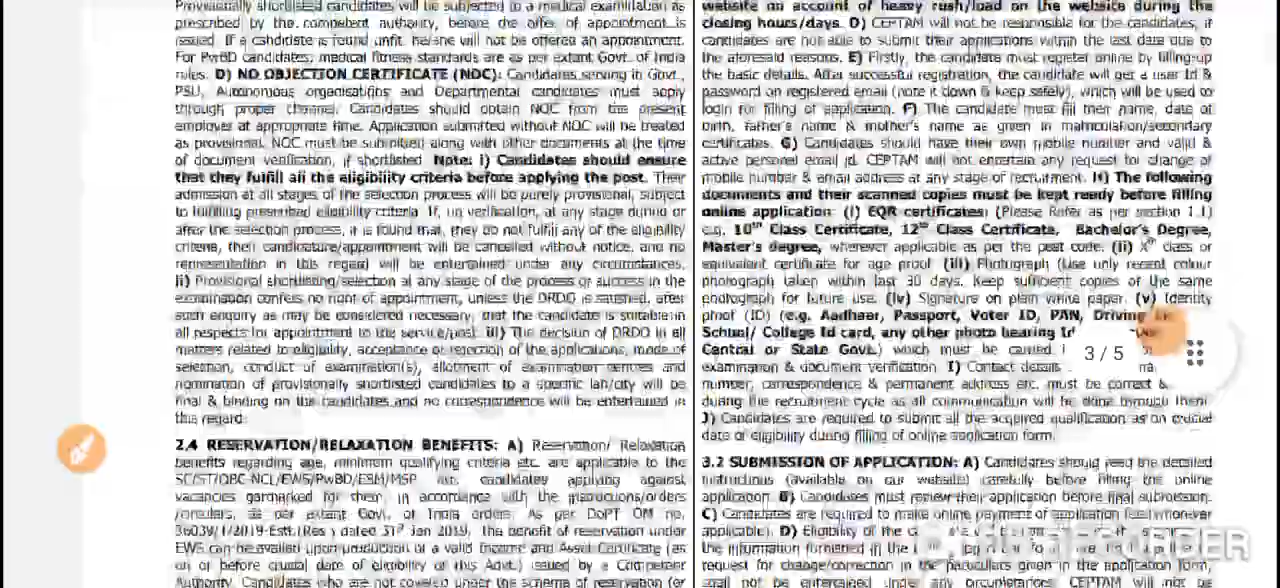 Provisionally shortlisted candidates will be subjected to a medical examination as
prescribed by the competent authority, before the offer of appointment is
issued. If a candidate is found unfit, he/she will not be offered an appointment.
For PwBD candidates, medical fitness standards are as per extant Govt. of India
rules. D) NO OBJECTION CERTIFICATE (NOC): Candidates serving in Govt.,
PSU, Autonomous organisations and Departmental candidates must apply
through proper channel. Candidates should obtain NOC from the present
employer at appropriate time. Application submitted without NOC will be treated
as provisional. NOC must be submitted along with other documents at the time
of document verification, if shortlisted. Note: i) Candidates should ensure
that they fulfill all the eligibility criteria before applying the post. Their
admission at all stages of the selection process will be purely provisional, subject
to fulfilling prescribed eligibility criteria. If, on verification, at any stage during or
after the selection process, it is found that, they do not fulfill any of the eligibility
criteria, their candidature/appointment will be cancelled without notice, and no
representation in this regard will be entertained under any circumstances.
ii) Provisional shortlisting/selection at any stage of the process or success in the
examination confers no right of appointment, unless the DRDO is satisfied, after
such enquiry as may be considered necessary, that the candidate is suitable in
all respects for appointment to the service/post. iii) The decision of DRDO in all
matters related to eligibility, acceptance or rejection of the applications, mode of
selection, conduct of examination(s), allotment of examination centres and
nomination of provisionally shortlisted candidates to a specific lab/city will be
final & binding on the candidates and no correspondence will be entertained in
this regard.
2.4 RESERVATION/RELAXATION BENEFITS: A) Reservation/ Relaxation
benefits regarding age, minimum qualifying criteria etc. are applicable to the
SC/ST/OBC-NCL/EWS/PwBD/ESM/MSP etc. candidates applying against
vacancies earmarked for them, in accordance with the instructions/orders
/circulars, as per extant Govt. of India orders. As per DoPT OM no.
36039/1/2019-Estt.(Res.) dated 31st Jan 2019, The benefit of reservation under
EWS can be availed upon production of a valid Income and Asset Certificate (as
on or before crucial date of eligibility of this Advt.) issued by a Competent
Authority. Candidates who are not covered under the scheme of reservation (or
website on account of heavy rush/load on the website during the
closing hours/days. D) CEPTAM will not be responsible for the candidates, if
candidates are not able to submit their applications within the last date due to
the aforesaid reasons. E) Firstly, the candidate must register online by filling-up
the basic details. After successful registration, the candidate will get a user Id &
password on registered email (note it down & keep safely), which will be used to
login for filling of application. F) The candidate must fill their name, date of
birth, father's name & mother's name as given in matriculation/secondary
certificates. G) Candidates should have their own mobile number and valid &
active personal email id. CEPTAM will not entertain any request for change of
mobile number & email address at any stage of recruitment. H) The following
documents and their scanned copies must be kept ready before filling
online application: (i) EQR certificates: (Please Refer as per section 1.1)
e.g. 10th Class Certificate, 12th Class Certificate, Bachelor's Degree,
Master's degree, wherever applicable as per the post code. (ii) Xth class or
equivalent certificate for age proof (iii) Photograph (Use only recent colour
photograph taken within last 30 days. Keep sufficient copies of the same
photograph for future use. (iv) Signature on plain white paper. (v) Identity
proof (ID) (e.g. Aadhaar, Passport, Voter ID, PAN, Driving
School/ College Id card, any other photo bearing Id
Central or State Govt.) which must be carried
examination & document verification. I) Contact details
number, correspondence & permanent address etc. must be correct &
during the recruitment cycle as all communication will be done through them.
J) Candidates are required to submit all the acquired qualification as on crucial
date of eligibility during filling of online application form.
3.2 SUBMISSION OF APPLICATION: A) Candidates should read the detailed
instructions (available on our website) carefully before filling the online
application. B) Candidates must review their application before final submission.
C) Candidates are required to make online payment of application fee (wherever
applicable). D) Eligibility of the
the information furnished in the
request for change/correction in the particulars given in the application form,
shall not be entertained under any circumstances. CEPTAM will not be
3 / 5
RECORDER